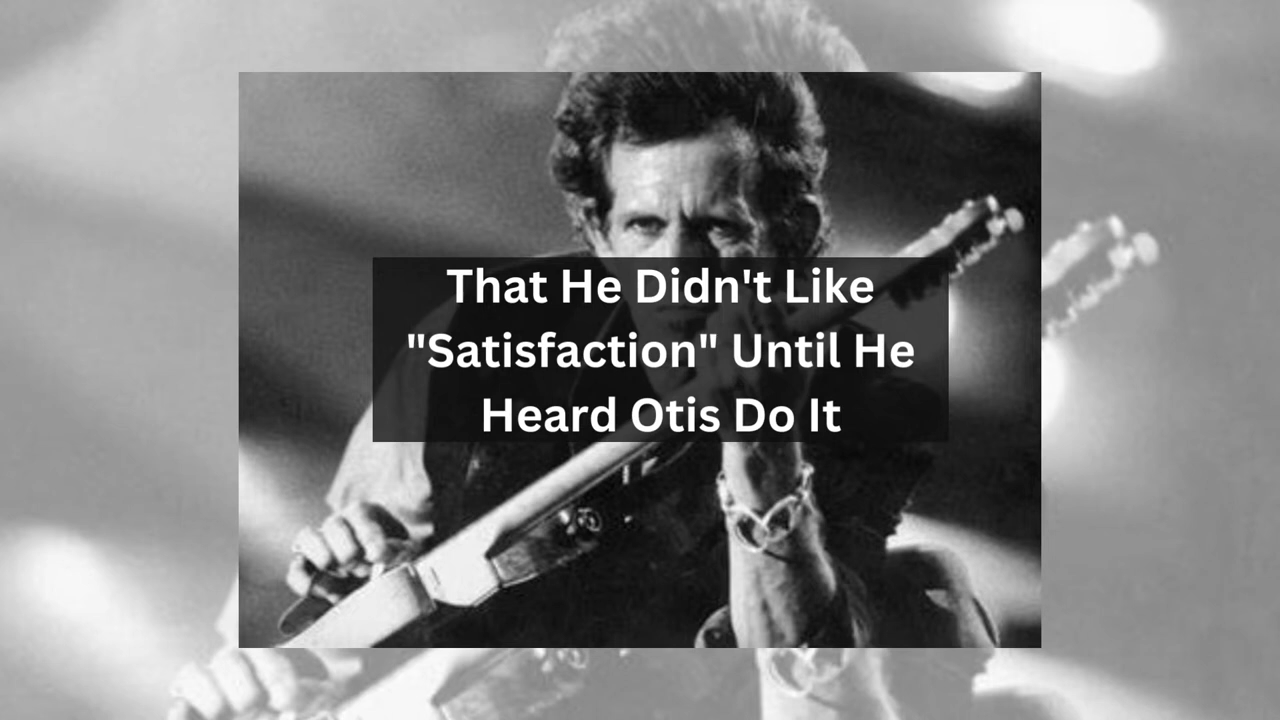 That He Didn't Like
"Satisfaction" Until He
Heard Otis Do It